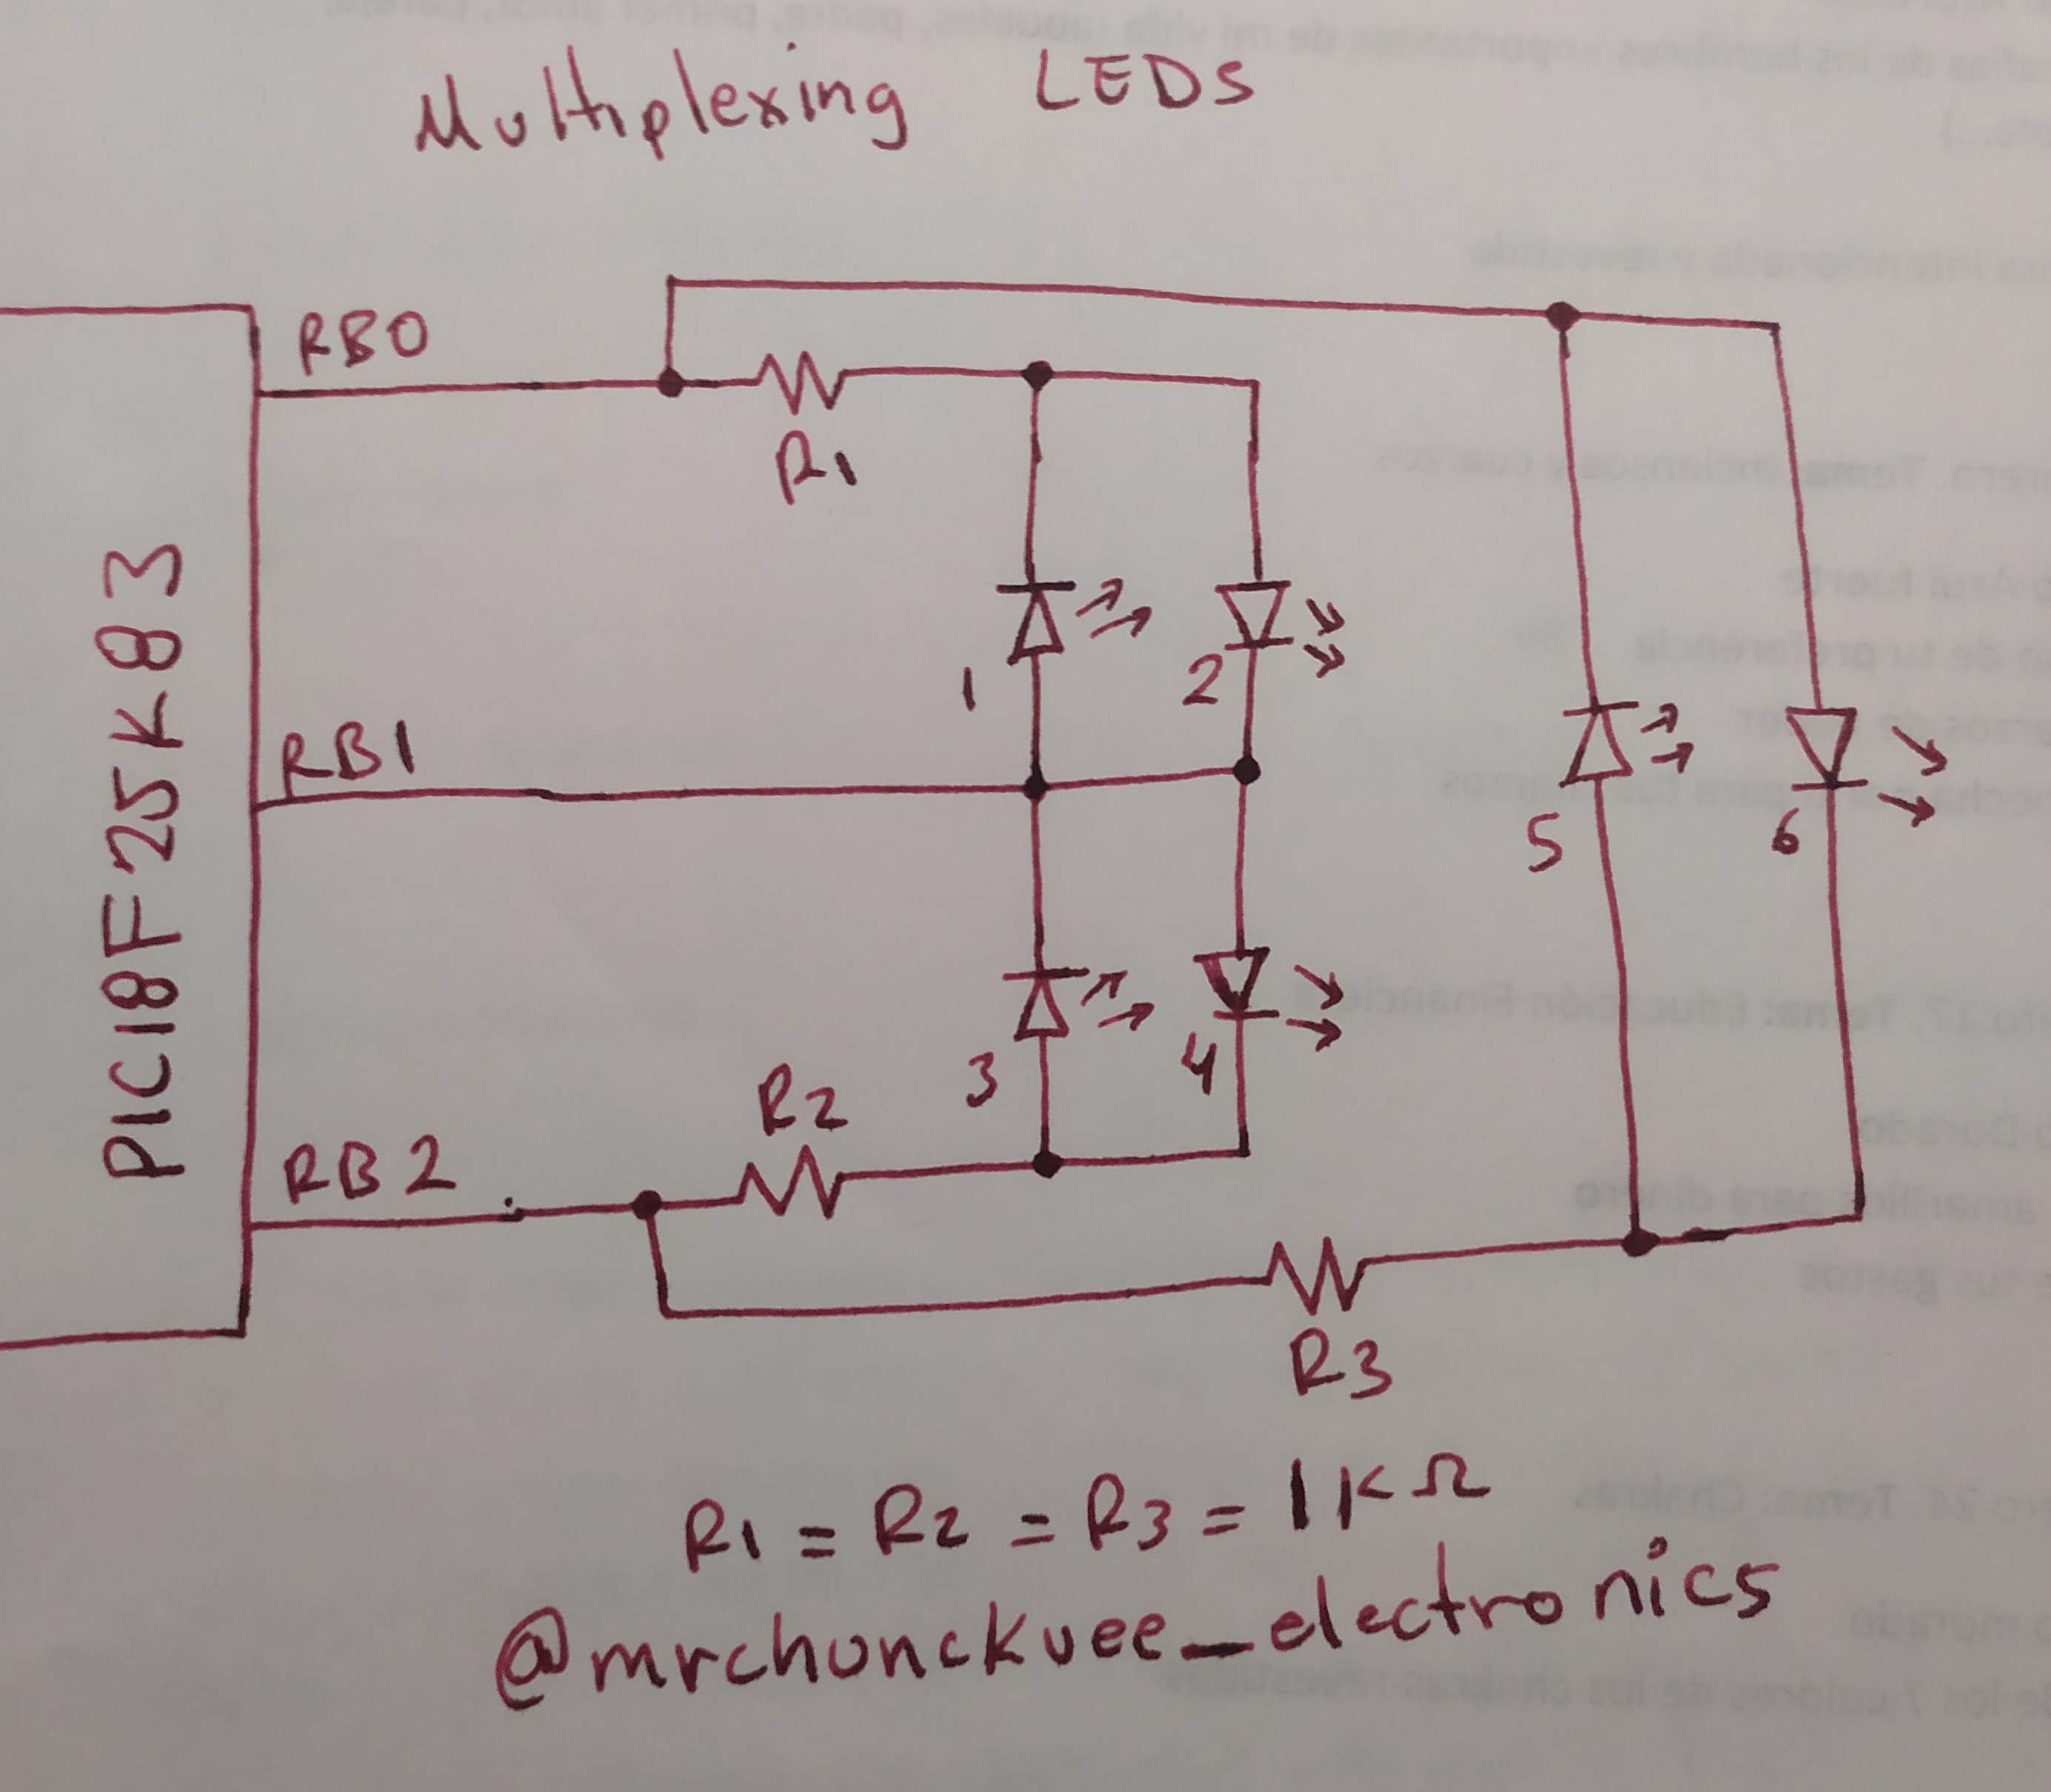 Multiplexing LEDS
RB0
R1
1
2
PIC18F25K83
RB1
5
6
3
4
R2
RB2
R3
R1 = R2 = R3 = 1KΩ
@mrchunckuee_electronics